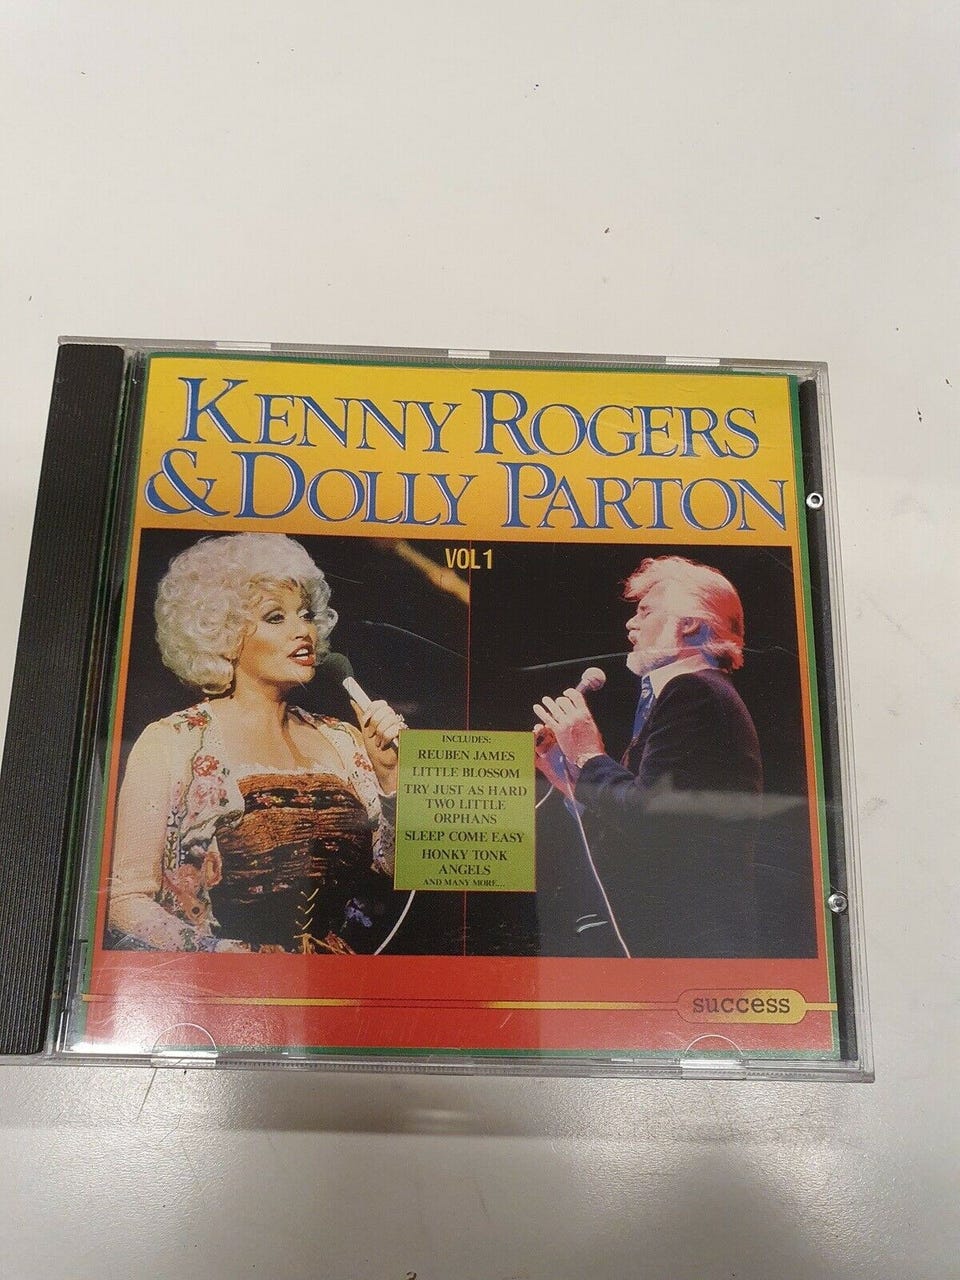 KENNY ROGERS
& DOLLY PARTON
VOL 1
INCLUDES:
REUBEN JAMES
LITTLE BLOSSOM
TRY JUST AS HARD
TWO LITTLE
ORPHANS
SLEEP COME EASY
HONKY TONK
ANGELS
AND MANY MORE...
success